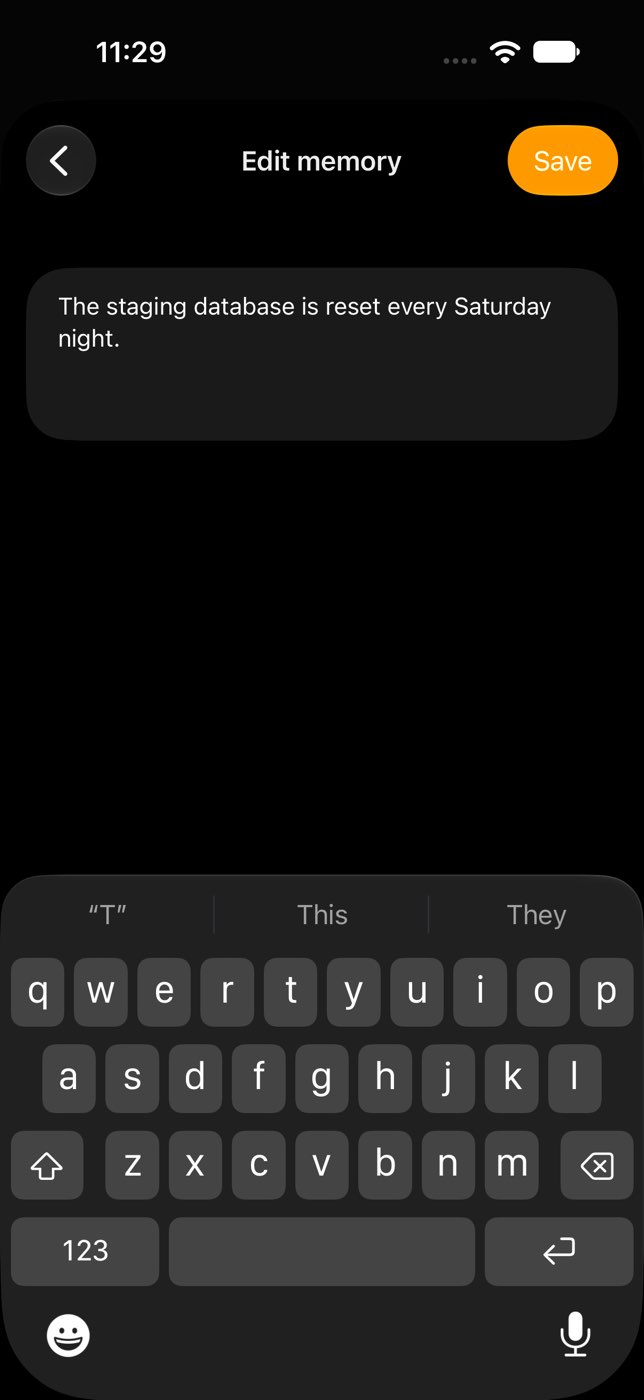 11:29
Edit memory
Save
The staging database is reset every Saturday
night.
“T” This They
q w e r t y u i o p
a s d f g h j k l
z x c v b n m
123